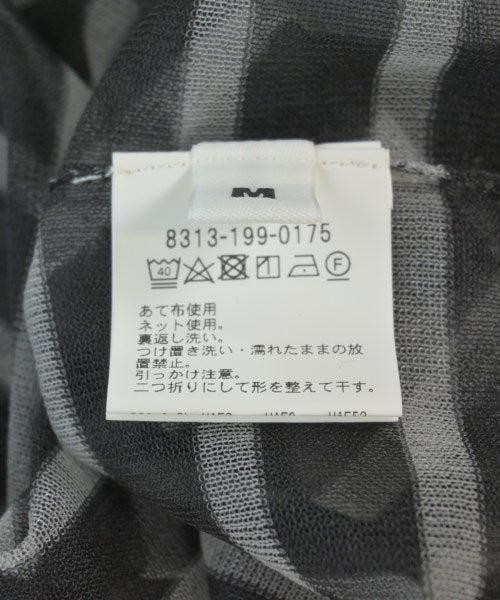 M
8313-199-0175
40 F
あて布使用
ネット使用。
裏返し洗い。
つけ置き洗い・濡れたままの放
置禁止。
引っかけ注意。
二つ折りにして形を整えて干す。